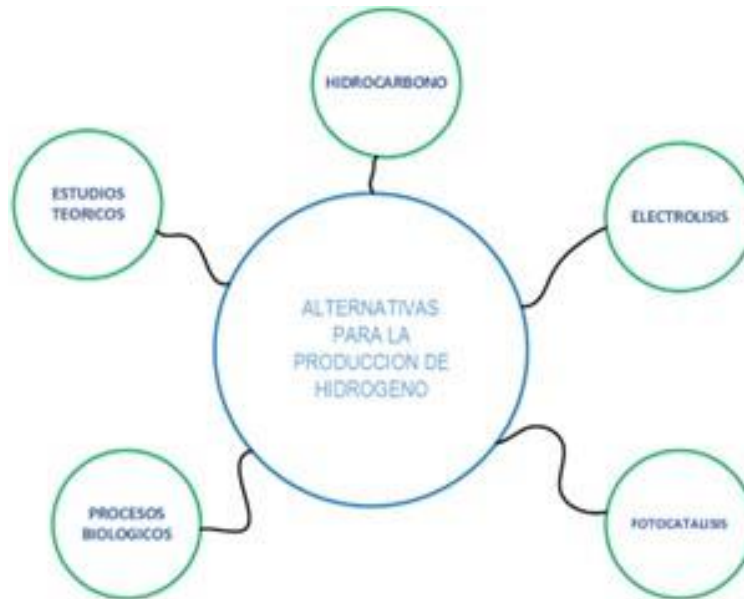 HIDROCARBONO
ESTUDIOS
TEORICOS
ELECTROLISIS
ALTERNATIVAS
PARA LA
PRODUCCION DE
HIDROGENO
PROCESOS
BIOLOGICOS
FOTOCATALISIS